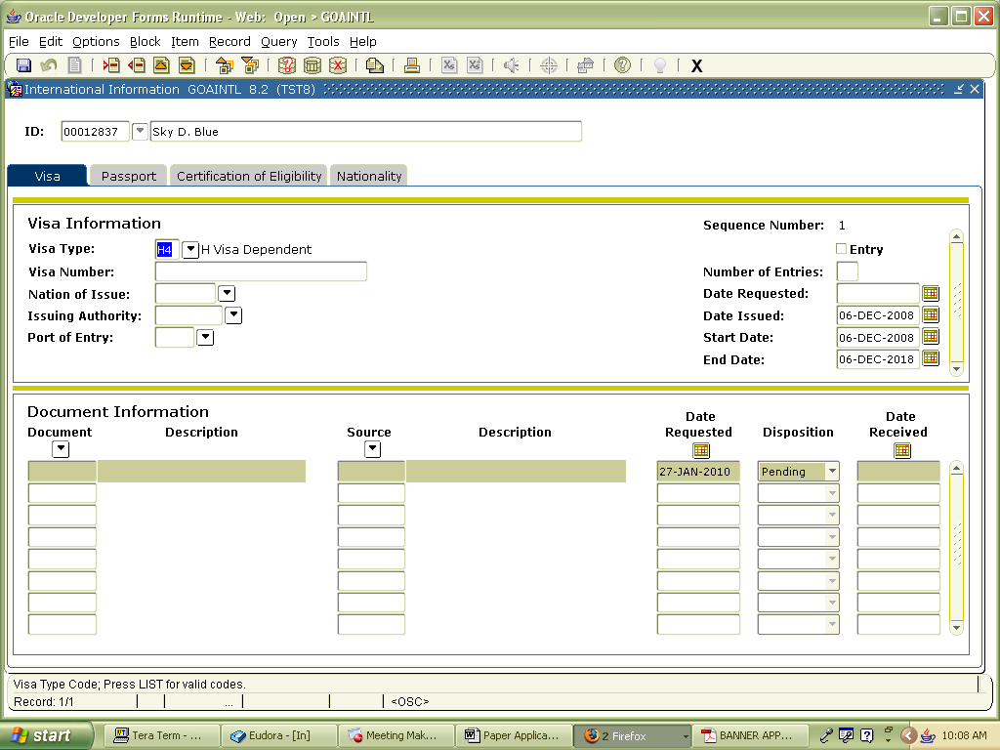 Oracle Developer Forms Runtime - Web: Open > GOAINTL
File Edit Options Block Item Record Query Tools Help
X
International Information GOAINTL 8.2 (TST8)
ID: 00012837 Sky D. Blue
Visa Passport Certification of Eligibility Nationality
Visa Information
Sequence Number: 1
Visa Type: H4 H Visa Dependent
Entry
Visa Number:
Number of Entries:
Nation of Issue:
Date Requested:
Issuing Authority:
Date Issued: 06-DEC-2008
Port of Entry:
Start Date: 06-DEC-2008
End Date: 06-DEC-2018
Document Information
Document Description Source Description Date Requested Disposition Date Received
27-JAN-2010 Pending
Visa Type Code; Press LIST for valid codes.
Record: 1/1 ... <OSC>
start Tera Term - ... Eudora - [In] Meeting Mak... Paper Applica... 2 Firefox BANNER APP... 10:08 AM